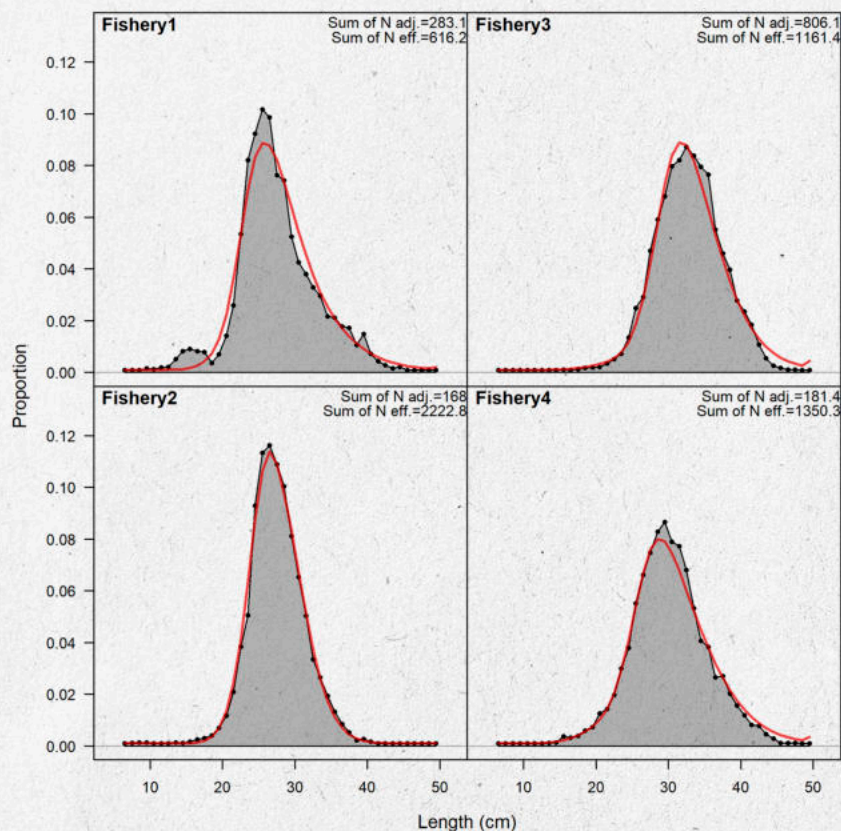 Fishery1
Sum of N adj.=283.1
Sum of N eff.=616.2
Fishery3
Sum of N adj.=806.1
Sum of N eff.=1161.4
0.12
0.10
0.08
0.06
0.04
0.02
0.00
Fishery2
Sum of N adj.=168
Sum of N eff.=2222.8
Fishery4
Sum of N adj.=181.4
Sum of N eff.=1350.3
0.12
0.10
0.08
0.06
0.04
0.02
0.00
Proportion
10 20 30 40 50 10 20 30 40 50
Length (cm)